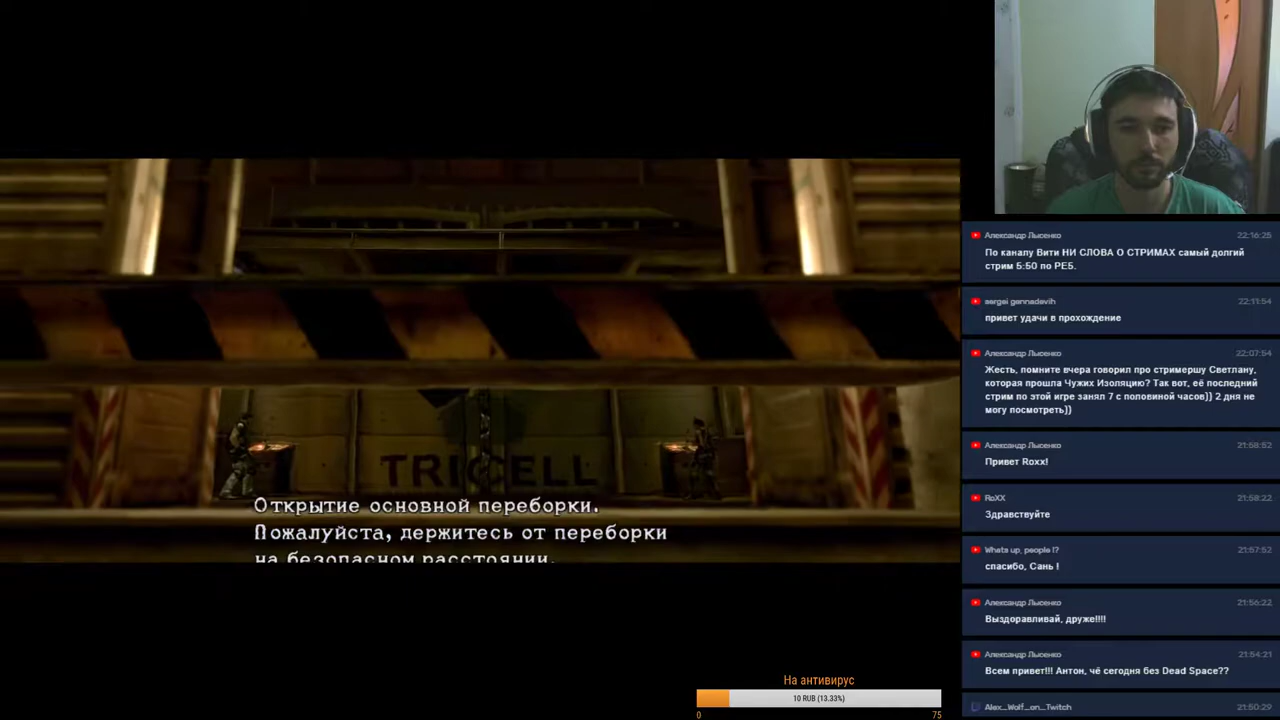 TRICELL
Открытие основной переборки.
Пожалуйста, держитесь от переборки
на безопасном расстоянии.
Александр Лысенко 22:16:25
По каналу Вити НИ СЛОВА О СТРИМАХ самый долгий
стрим 5:50 по РЕ5.
sergei gennadevih 22:11:54
привет удачи в прохождение
Александр Лысенко 22:07:54
Жесть, помните вчера говорил про стримершу Светлану,
которая прошла Чужих Изоляцию? Так вот, её последний
стрим по этой игре занял 7 с половиной часов)) 2 дня не
могу посмотреть))
Александр Лысенко 21:58:52
Привет Roxx!
RoXX 21:58:22
Здравствуйте
Whats up, people !? 21:57:52
спасибо, Сань !
Александр Лысенко 21:56:22
Выздоравливай, друже!!!!
Александр Лысенко 21:54:21
Всем привет!!! Антон, чё сегодня без Dead Space??
Alex_Wolf_on_Twitch 21:50:29
На антивирус
10 RUB (13.33%)
0 75